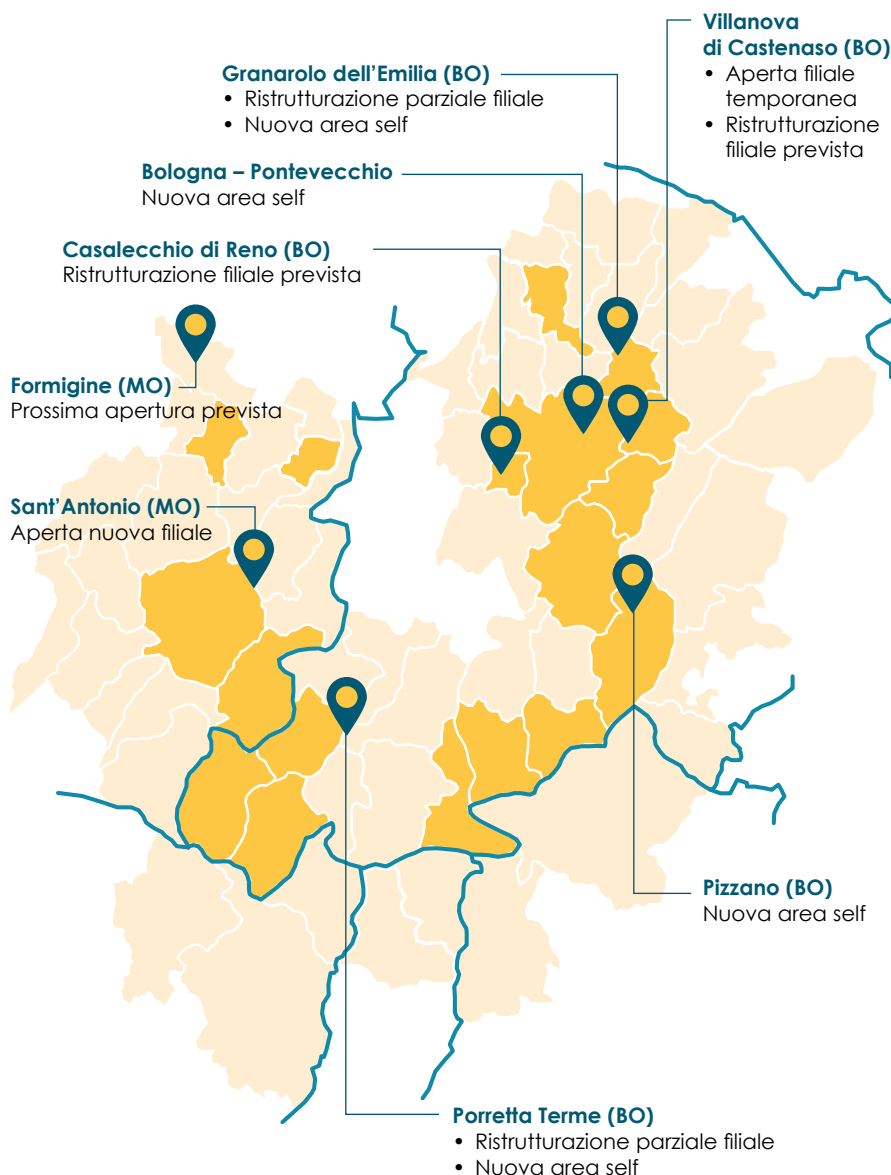 Villanova
di Castenaso (BO)
• Aperta filiale
temporanea
• Ristrutturazione
filiale prevista
Granarolo dell'Emilia (BO)
• Ristrutturazione parziale filiale
• Nuova area self
Bologna – Pontevecchio
Nuova area self
Casalecchio di Reno (BO)
Ristrutturazione filiale prevista
Formigine (MO)
Prossima apertura prevista
Sant'Antonio (MO)
Aperta nuova filiale
Pizzano (BO)
Nuova area self
Porretta Terme (BO)
• Ristrutturazione parziale filiale
• Nuova area self